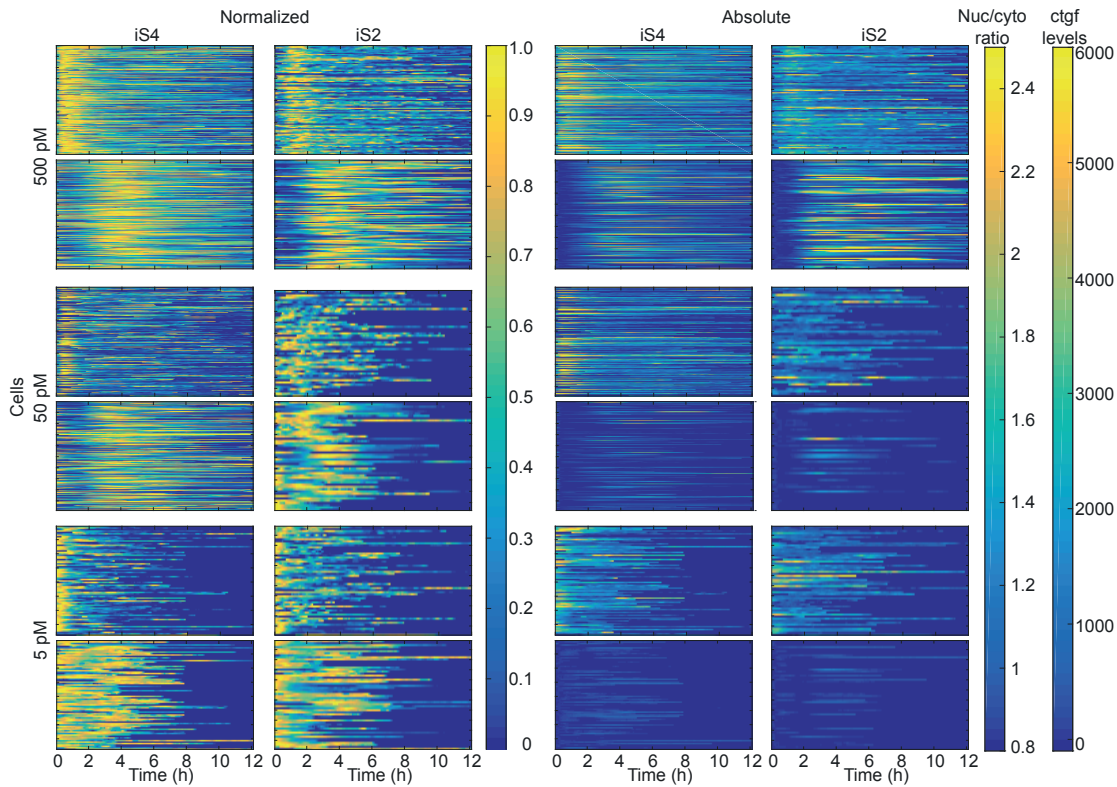 Normalized
Absolute
Nuc/cyto
ratio
ctgf
levels
iS4
iS2
iS4
iS2
500 pM
Cells
50 pM
5 pM
1.0
0.9
0.8
0.7
0.6
0.5
0.4
0.3
0.2
0.1
0
2.4
2.2
2
1.8
1.6
1.4
1.2
1
0.8
6000
5000
4000
3000
2000
1000
0
0 2 4 6 8 10 12
0 2 4 6 8 10 12
0 2 4 6 8 10 12
0 2 4 6 8 10 12
Time (h)
Time (h)
Time (h)
Time (h)